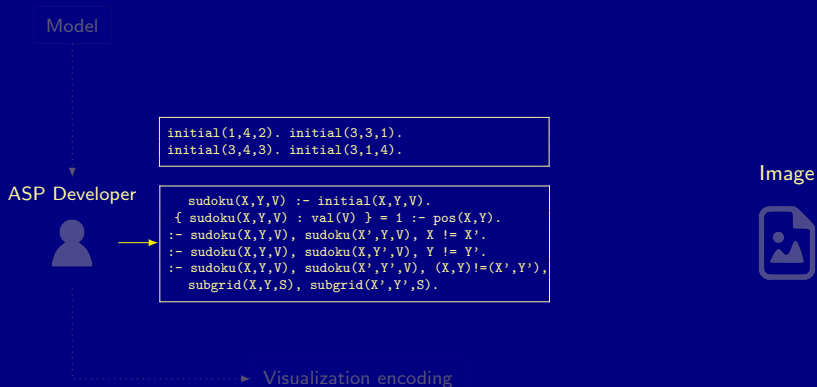 Model
initial(1,4,2). initial(3,3,1).
initial(3,4,3). initial(3,1,4).
Image
ASP Developer
sudoku(X,Y,V) :- initial(X,Y,V).
{ sudoku(X,Y,V) : val(V) } = 1 :- pos(X,Y).
:- sudoku(X,Y,V), sudoku(X’,Y,V), X != X’.
:- sudoku(X,Y,V), sudoku(X,Y’,V), Y != Y’.
:- sudoku(X,Y,V), sudoku(X’,Y’,V), (X,Y)!=(X’,Y’),
subgrid(X,Y,S), subgrid(X’,Y’,S).
Visualization encoding